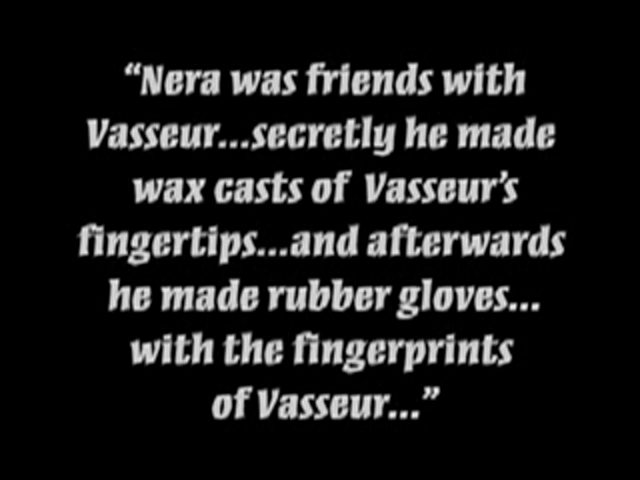 “Nera was friends with
Vasseur...secretly he made
wax casts of Vasseur’s
fingertips...and afterwards
he made rubber gloves...
with the fingerprints
of Vasseur...”